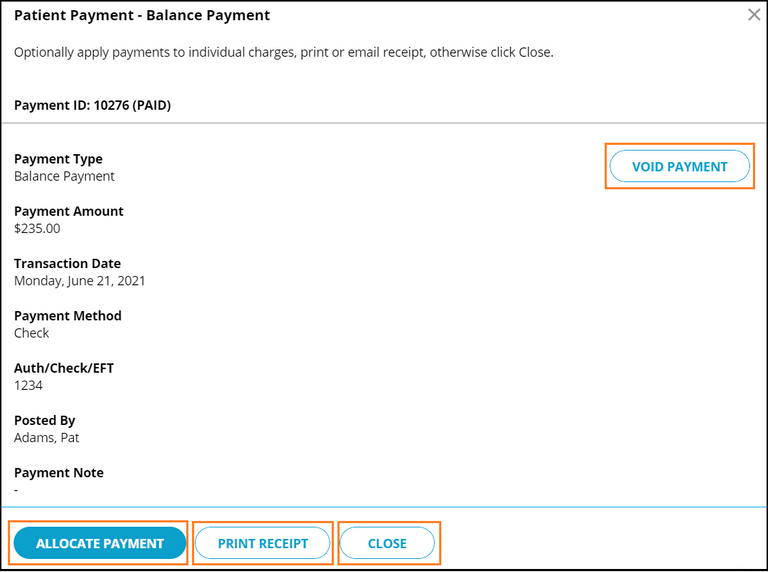 Patient Payment - Balance Payment
Optionally apply payments to individual charges, print or email receipt, otherwise click Close.
Payment ID: 10276 (PAID)
Payment Type
Balance Payment
VOID PAYMENT
Payment Amount
$235.00
Transaction Date
Monday, June 21, 2021
Payment Method
Check
Auth/Check/EFT
1234
Posted By
Adams, Pat
Payment Note
-
ALLOCATE PAYMENT
PRINT RECEIPT
CLOSE